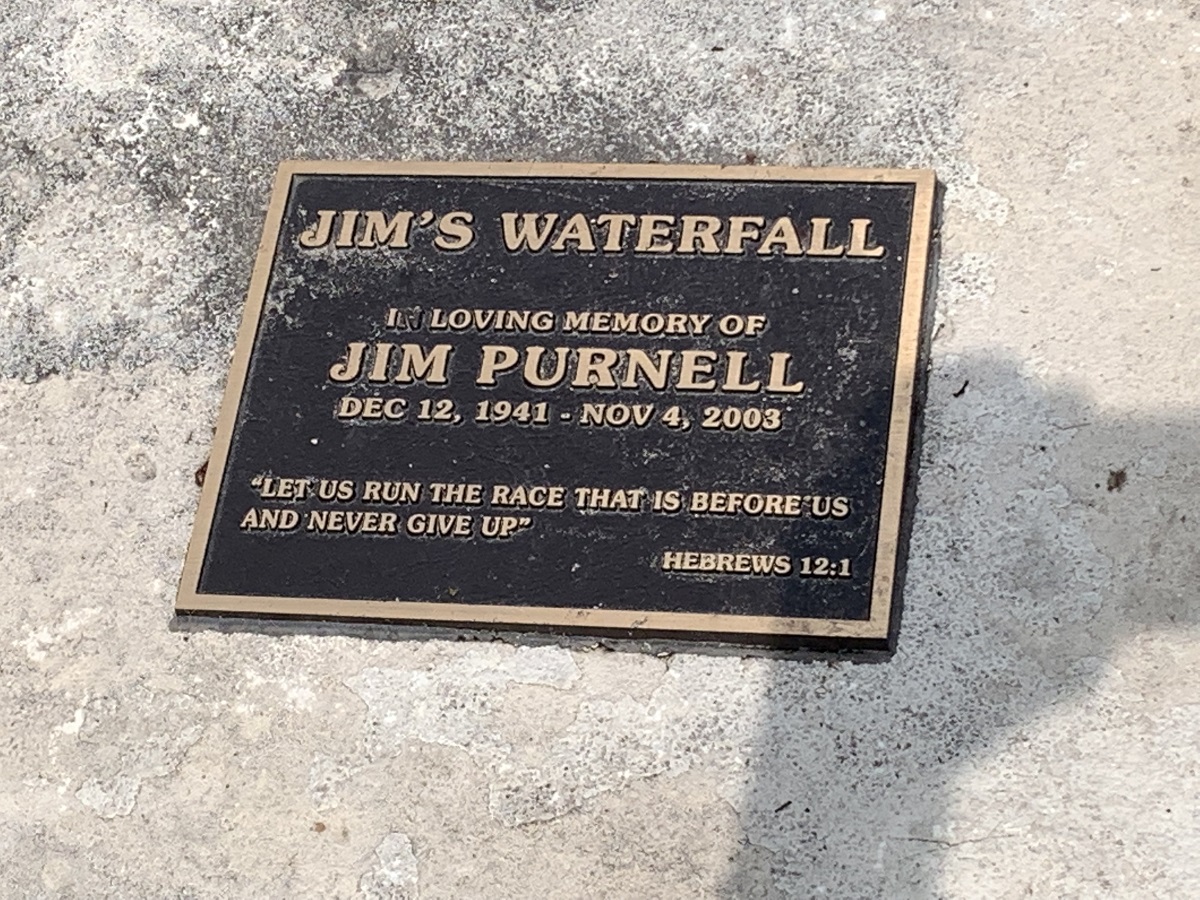 JIM'S WATERFALL
IN LOVING MEMORY OF
JIM PURNELL
DEC 12, 1941 - NOV 4, 2003
"LET US RUN THE RACE THAT IS BEFORE US
AND NEVER GIVE UP"
HEBREWS 12:1